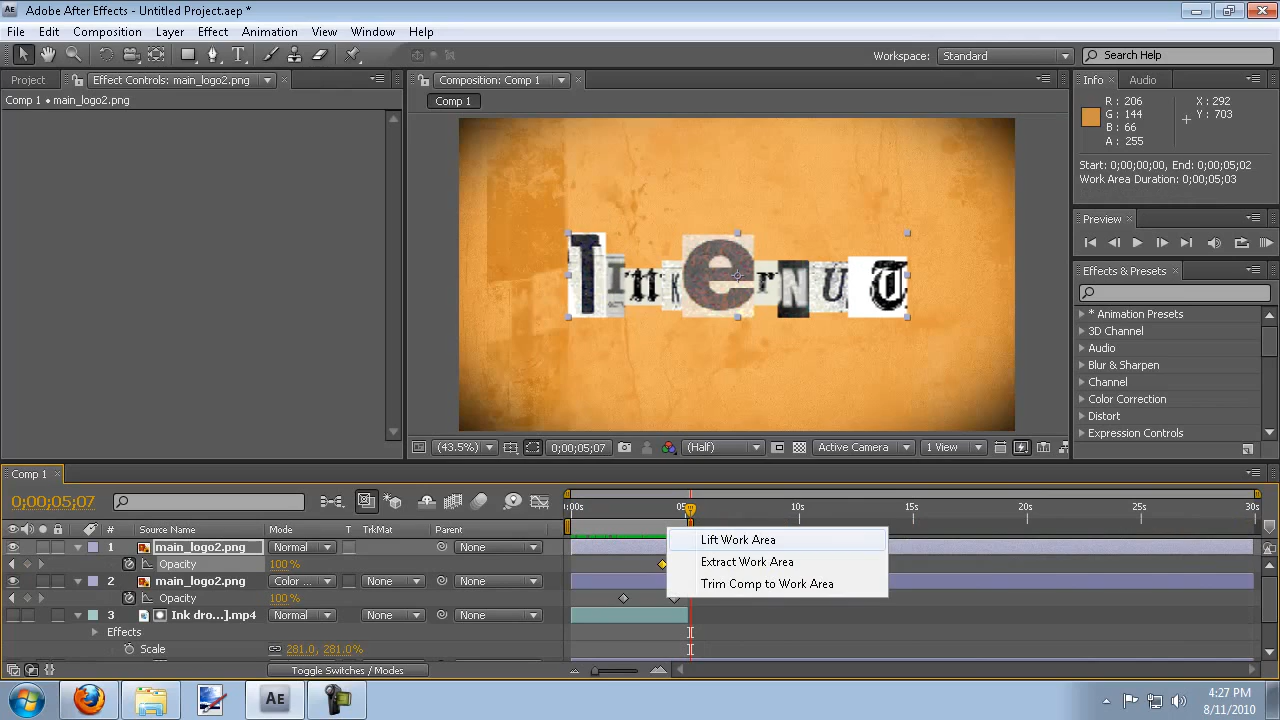 Adobe After Effects - Untitled Project.aep *
File Edit Composition Layer Effect Animation View Window Help
Workspace: Standard Search Help
Project Effect Controls: main_logo2.png Composition: Comp 1 Info Audio
Comp 1 • main_logo2.png
Comp 1
R : 206 X : 292
G : 144 Y : 703
B : 66
A : 255
Start: 0;00;00;00, End: 0;00;05;02
Work Area Duration: 0;00;05;03
Preview
TInkerNUT
Effects & Presets
* Animation Presets
3D Channel
Audio
Blur & Sharpen
Channel
Color Correction
Distort
Expression Controls
(43.5%) 0;00;05;07 (Half) Active Camera 1 View
Comp 1
0;00;05;07
0:00s 05s 10s 15s 20s 25s 30s
# Source Name Mode T TrkMat Parent
1 main_logo2.png Normal None
Opacity 100 %
2 main_logo2.png Color ... None None
Opacity 100 %
3 Ink dro...].mp4 Normal None None
Effects
Scale 281.0, 281.0%
Toggle Switches / Modes
Lift Work Area
Extract Work Area
Trim Comp to Work Area
AE
4:27 PM
8/11/2010